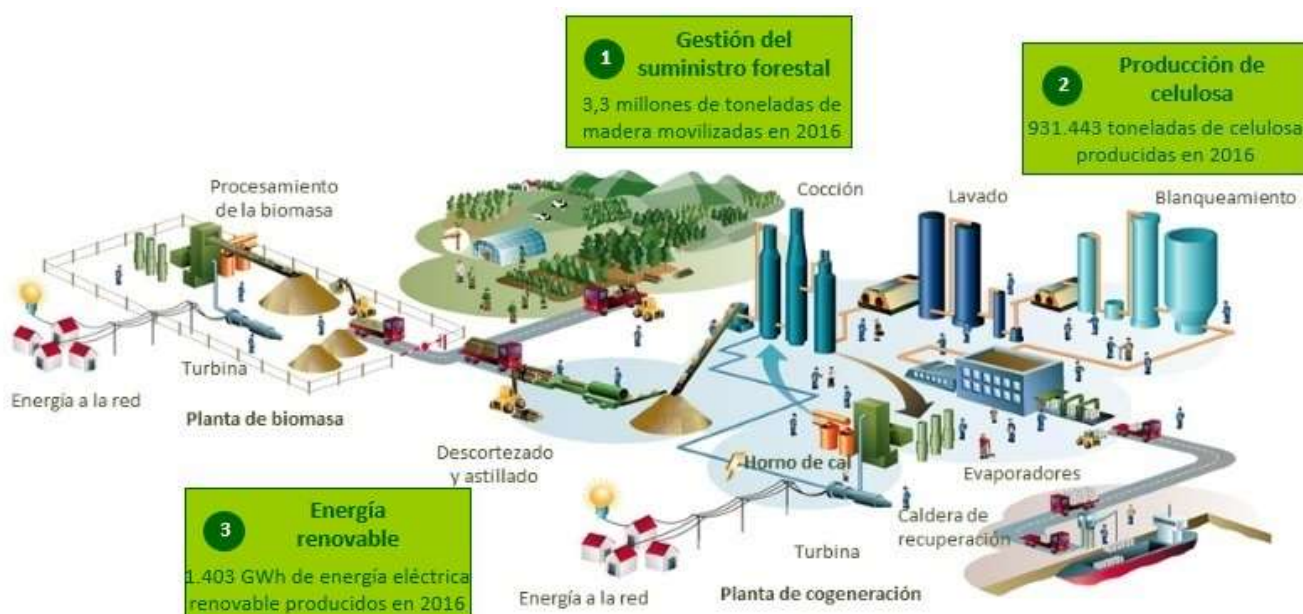 1
Gestión del
suministro forestal
3,3 millones de toneladas de
madera movilizadas en 2016
2
Producción de
celulosa
931.443 toneladas de celulosa
producidas en 2016
Procesamiento
de la biomasa
Cocción
Lavado
Blanqueamiento
Turbina
Energía a la red
Planta de biomasa
Descortezado
y astillado
Horno de cal
Evaporadores
Caldera de
recuperación
Turbina
Energía a la red
Planta de cogeneración
3
Energía
renovable
1.403 GWh de energía eléctrica
renovable producidos en 2016